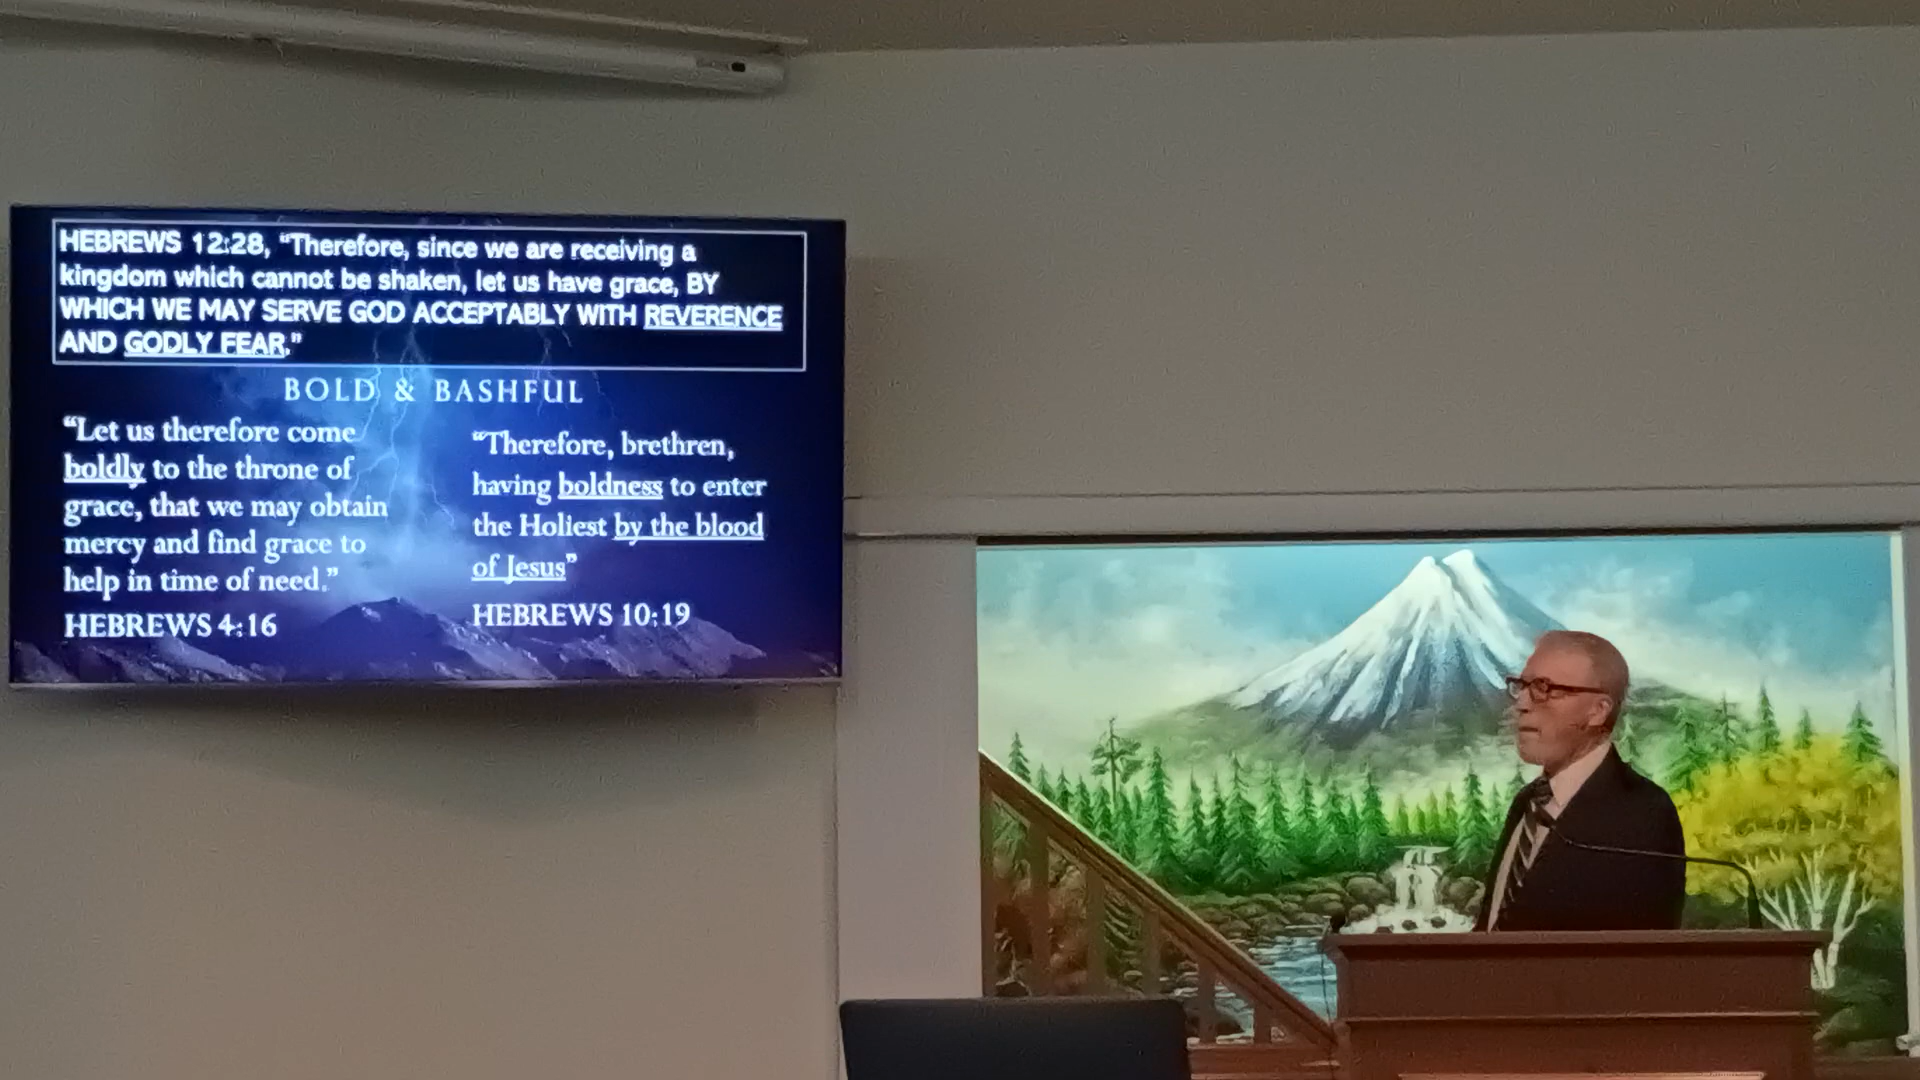 HEBREWS 12:28, “Therefore, since we are receiving a
kingdom which cannot be shaken, let us have grace, BY
WHICH WE MAY SERVE GOD ACCEPTABLY WITH REVERENCE
AND GODLY FEAR.”
BOLD & BASHFUL
“Let us therefore come
boldly to the throne of
grace, that we may obtain
mercy and find grace to
help in time of need.”
HEBREWS 4:16
“Therefore, brethren,
having boldness to enter
the Holiest by the blood
of Jesus”
HEBREWS 10:19